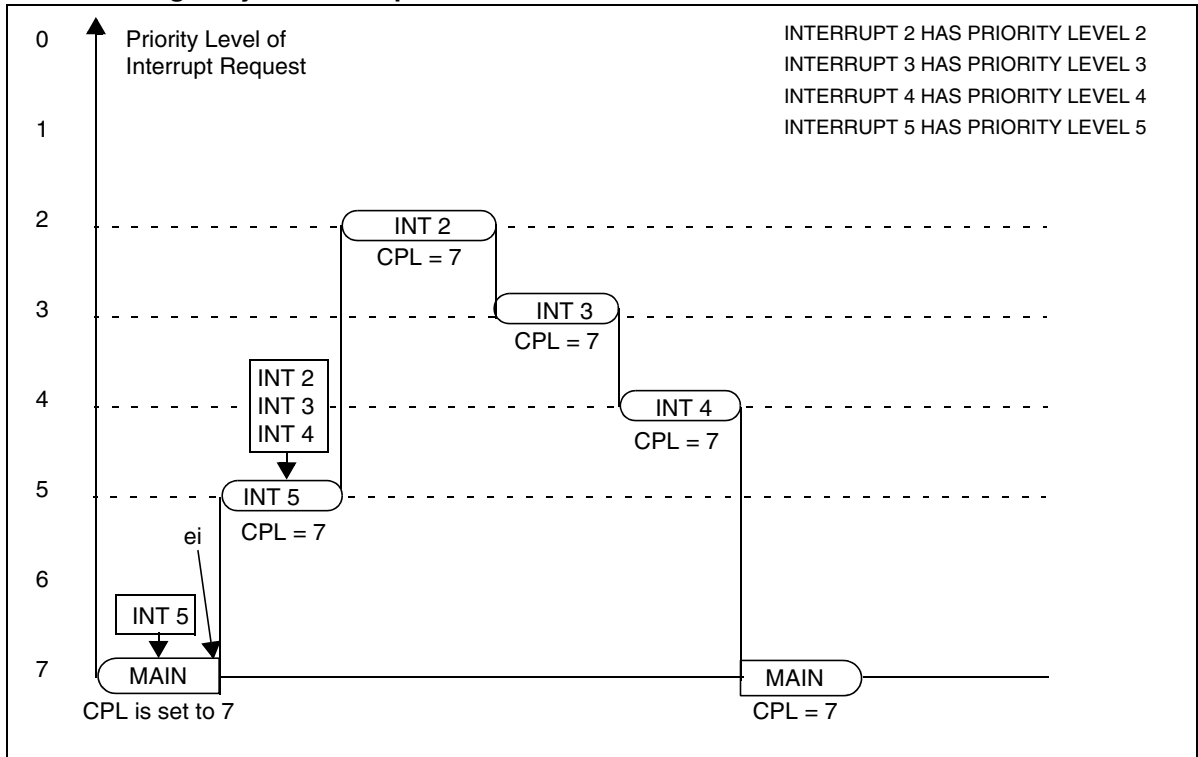 0
Priority Level of
Interrupt Request
INTERRUPT 2 HAS PRIORITY LEVEL 2
INTERRUPT 3 HAS PRIORITY LEVEL 3
INTERRUPT 4 HAS PRIORITY LEVEL 4
INTERRUPT 5 HAS PRIORITY LEVEL 5
1
2
INT 2
CPL = 7
3
INT 3
CPL = 7
INT 2
INT 3
INT 4
4
INT 4
CPL = 7
5
INT 5
CPL = 7
ei
6
INT 5
7
MAIN
CPL is set to 7
MAIN
CPL = 7